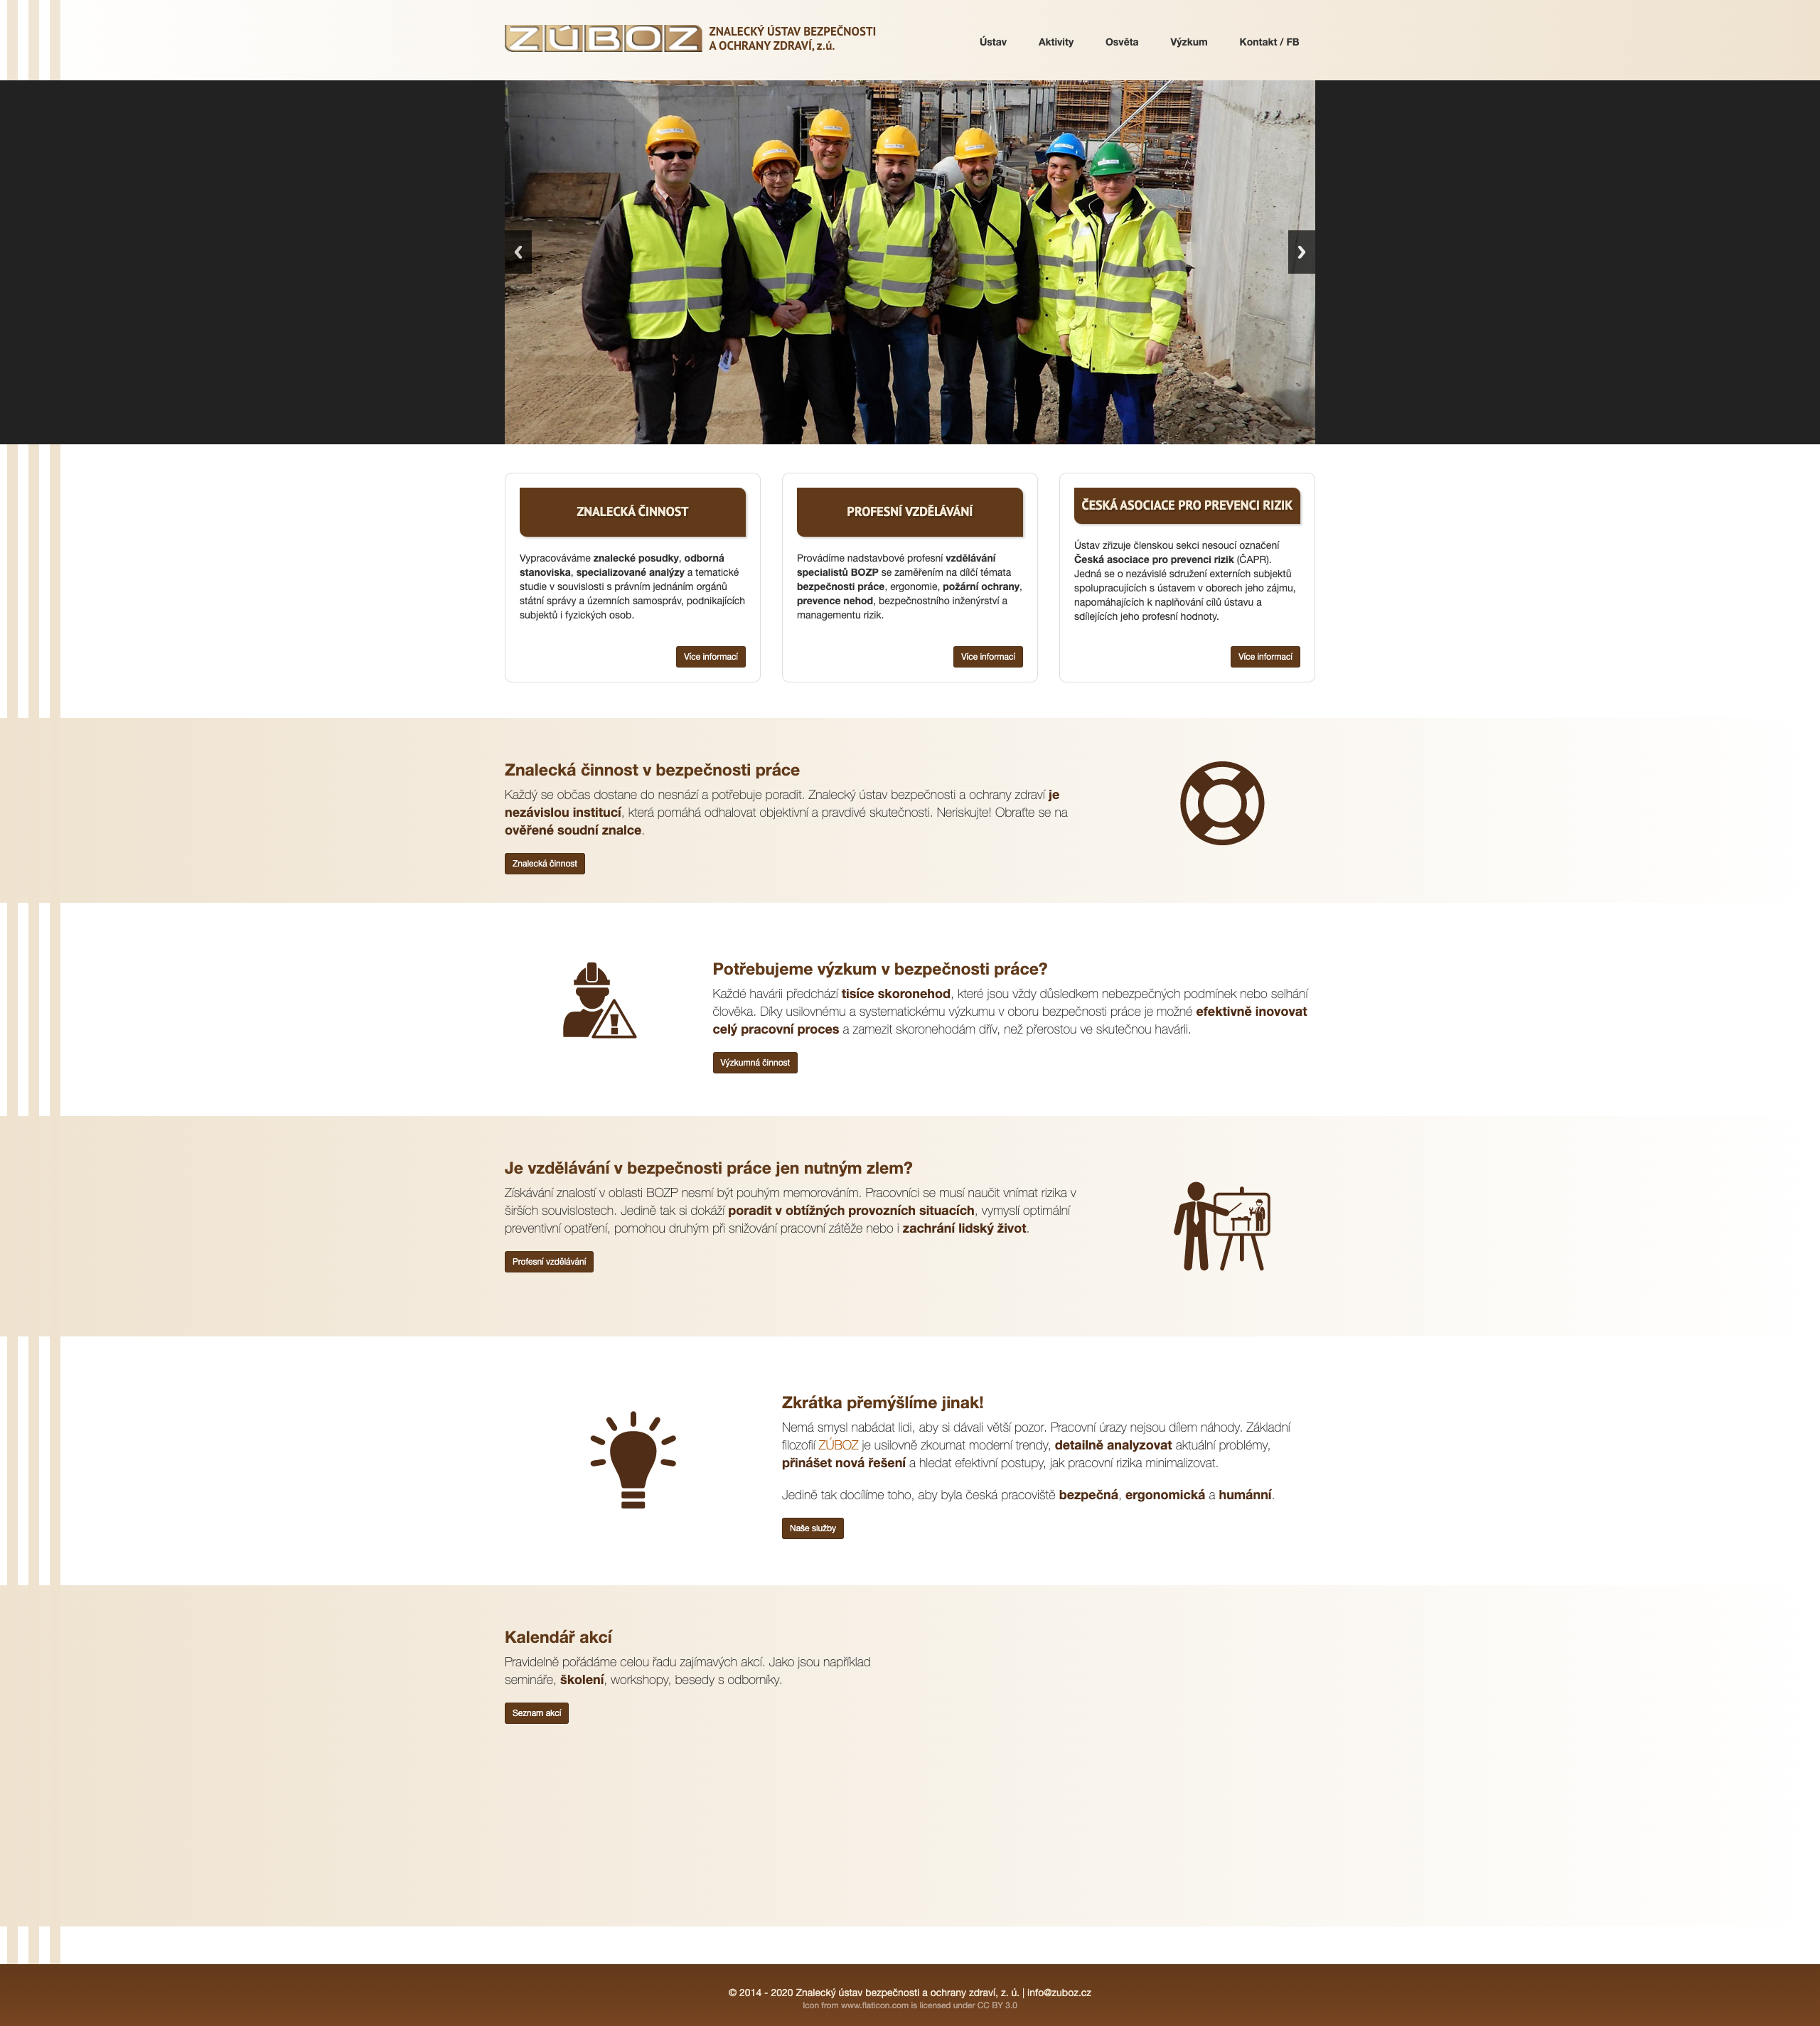 ZÚBOZ
ZNALECKÝ ÚSTAV BEZPEČNOSTI
A OCHRANY ZDRAVÍ, z.ú.
Ústav
Aktivity
Osvěta
Výzkum
Kontakt / FB
ZNALECKÁ ČINNOST
Vypracováváme znalecké posudky, odborná
stanoviska, specializované analýzy a tematické
studie v souvislosti s právním jednáním orgánů
státní správy a územních samospráv, podnikajících
subjektů i fyzických osob.
Více informací
PROFESNÍ VZDĚLÁVÁNÍ
Provádíme nadstavbové profesní vzdělávání
specialistů BOZP se zaměřením na dílčí témata
bezpečnosti práce, ergonomie, požární ochrany,
prevence nehod, bezpečnostního inženýrství a
managementu rizik.
Více informací
ČESKÁ ASOCIACE PRO PREVENCI RIZIK
Ústav zřizuje členskou sekci nesoucí označení
Česká asociace pro prevenci rizik (ČAPR).
Jedná se o nezávislé sdružení externích subjektů
spolupracujících s ústavem v oborech jeho zájmu,
napomáhajících k naplňování cílů ústavu a
sdílejících jeho profesní hodnoty.
Více informací
Znalecká činnost v bezpečnosti práce
Každý se občas dostane do nesnází a potřebuje poradit. Znalecký ústav bezpečnosti a ochrany zdraví je
nezávislou institucí, která pomáhá odhalovat objektivní a pravdivé skutečnosti. Neriskujte! Obraťte se na
ověřené soudní znalce.
Znalecká činnost
Potřebujeme výzkum v bezpečnosti práce?
Každé havárii předchází tisíce skoronehod, které jsou vždy důsledkem nebezpečných podmínek nebo selhání
člověka. Díky usilovnému a systematickému výzkumu v oboru bezpečnosti práce je možné efektivně inovovat
celý pracovní proces a zamezit skoronehodám dřív, než přerostou ve skutečnou havárii.
Výzkumná činnost
Je vzdělávání v bezpečnosti práce jen nutným zlem?
Získávání znalostí v oblasti BOZP nesmí být pouhým memorováním. Pracovníci se musí naučit vnímat rizika v
širších souvislostech. Jedině tak si dokáží poradit v obtížných provozních situacích, vymyslí optimální
preventivní opatření, pomohou druhým při snižování pracovní zátěže nebo i zachrání lidský život.
Profesní vzdělávání
Zkrátka přemýšlíme jinak!
Nemá smysl nabádat lidi, aby si dávali větší pozor. Pracovní úrazy nejsou dílem náhody. Základní
filozofií ZÚBOZ je usilovně zkoumat moderní trendy, detailně analyzovat aktuální problémy,
přinášet nová řešení a hledat efektivní postupy, jak pracovní rizika minimalizovat.
Jedině tak docílíme toho, aby byla česká pracoviště bezpečná, ergonomická a humánní.
Naše služby
Kalendář akcí
Pravidelně pořádáme celou řadu zajímavých akcí. Jako jsou například
semináře, školení, workshopy, besedy s odborníky.
Seznam akcí
© 2014 - 2020 Znalecký ústav bezpečnosti a ochrany zdraví, z. ú. | info@zuboz.cz
Icon from www.flaticon.com is licensed under CC BY 3.0